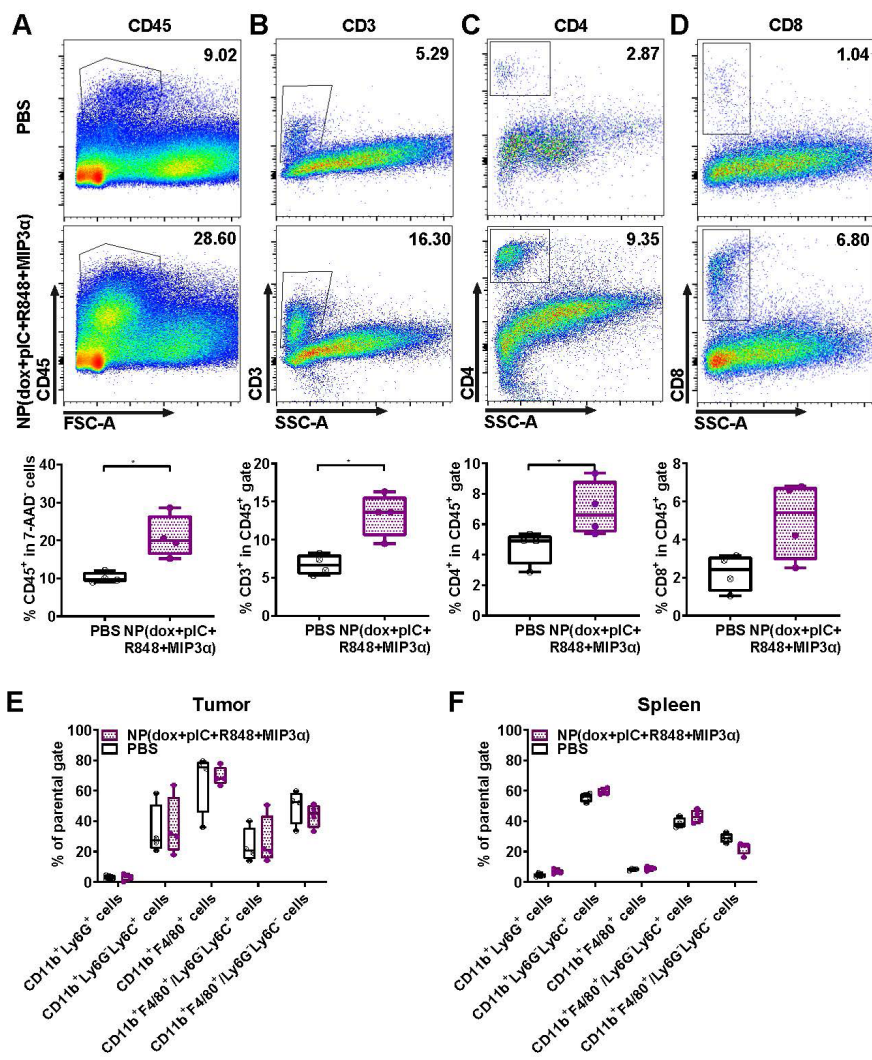 A CD45 B CD3 C CD4 D CD8
PBS
9.02 5.29 2.87 1.04
NP(dox+pIC+R848+MIP3α)
28.60 16.30 9.35 6.80
CD45 CD3 CD4 CD8
FSC-A SSC-A SSC-A SSC-A
% CD45⁺ in 7-AAD⁻ cells
40
30
20
10
0
*
PBS NP(dox+pIC+
R848+MIP3α)
% CD3⁺ in CD45⁺ gate
20
15
10
5
0
*
PBS NP(dox+pIC+
R848+MIP3α)
% CD4⁺ in CD45⁺ gate
10
8
6
4
2
0
*
PBS NP(dox+pIC+
R848+MIP3α)
% CD8⁺ in CD45⁺ gate
8
6
4
2
0
PBS NP(dox+pIC+
R848+MIP3α)
E Tumor
NP(dox+pIC+R848+MIP3α)
PBS
% of parental gate
100
80
60
40
20
0
CD11b⁺Ly6G⁺ cells
CD11b⁺Ly6G⁻Ly6C⁺ cells
CD11b⁺F4/80⁺ cells
CD11b⁺F4/80⁺/Ly6G⁻Ly6C⁺ cells
CD11b⁺F4/80⁺/Ly6G⁻Ly6C⁻ cells
F Spleen
NP(dox+pIC+R848+MIP3α)
PBS
% of parental gate
100
80
60
40
20
0
CD11b⁺Ly6G⁺ cells
CD11b⁺Ly6G⁻Ly6C⁺ cells
CD11b⁺F4/80⁺ cells
CD11b⁺F4/80⁺/Ly6G⁻Ly6C⁺ cells
CD11b⁺F4/80⁺/Ly6G⁻Ly6C⁻ cells